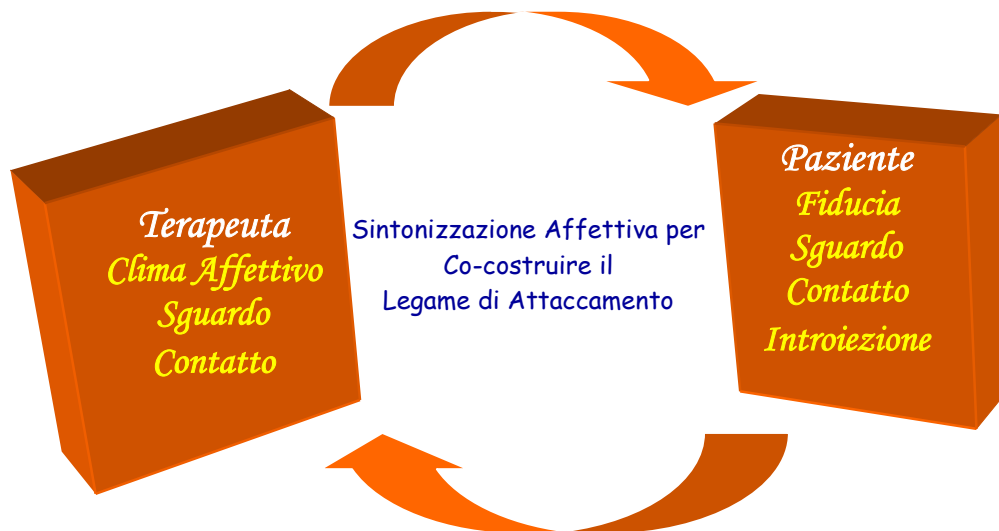 Terapeuta
Clima Affettivo
Sguardo
Contatto
Sintonizzazione Affettiva per
Co-costruire il
Legame di Attaccamento
Paziente
Fiducia
Sguardo
Contatto
Introiezione